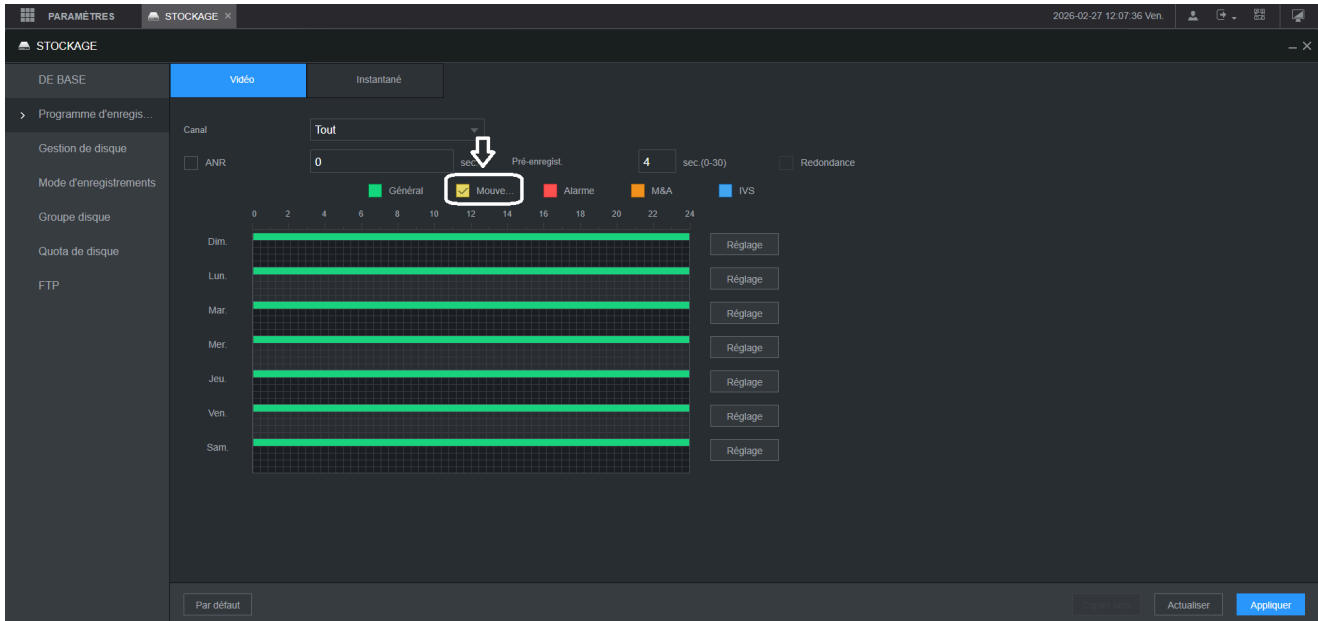 PARAMÈTRES STOCKAGE × 2026-02-27 12:07:36 Ven.
STOCKAGE
DE BASE
Programme d'enregis...
Gestion de disque
Mode d'enregistrements
Groupe disque
Quota de disque
FTP
Vidéo Instantané
Canal Tout
ANR 0 sec Pré-enregist. 4 sec.(0-30) Redondance
Général Mouve... Alarme M&A IVS
0 2 4 6 8 10 12 14 16 18 20 22 24
Dim. Réglage
Lun. Réglage
Mar. Réglage
Mer. Réglage
Jeu. Réglage
Ven. Réglage
Sam. Réglage
Par défaut Actualiser Appliquer